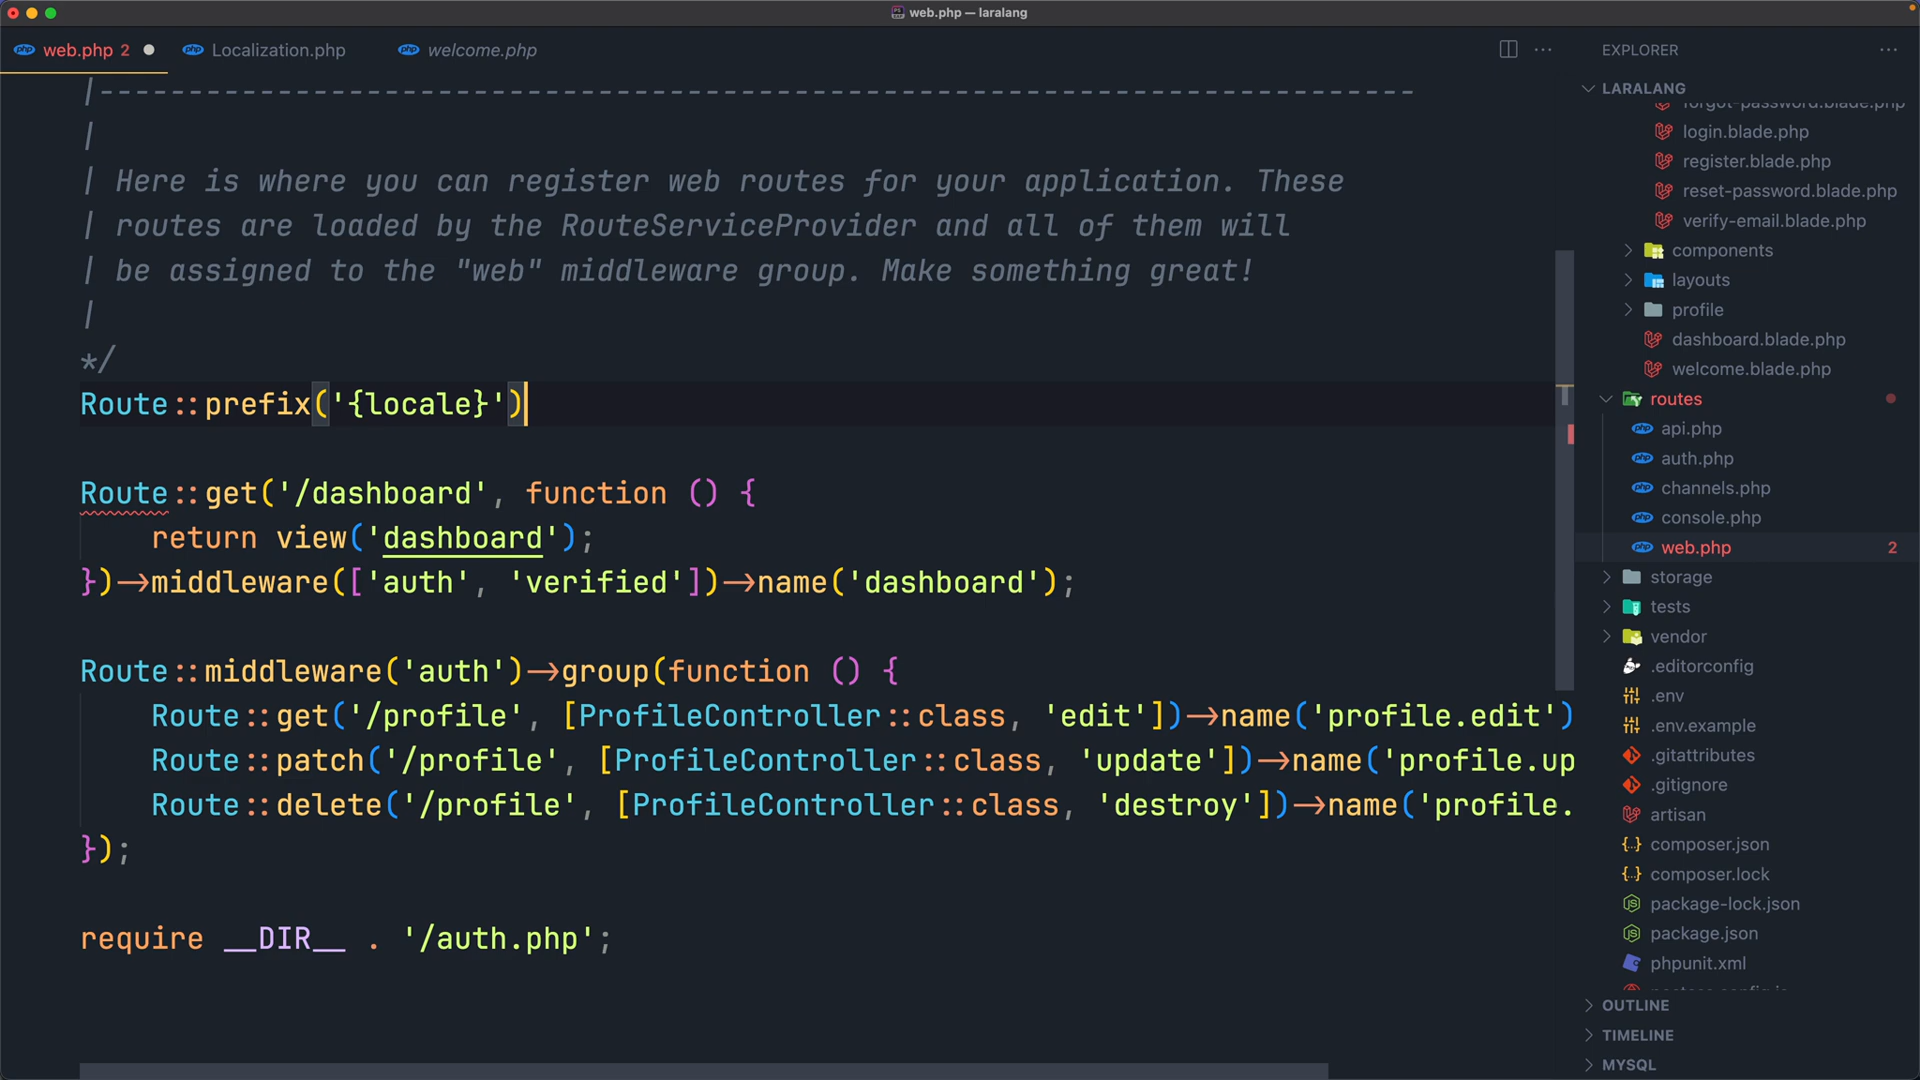 web.php — laralang
web.php 2
Localization.php
welcome.php
|--------------------------------------------------------------------------
|
| Here is where you can register web routes for your application. These
| routes are loaded by the RouteServiceProvider and all of them will
| be assigned to the "web" middleware group. Make something great!
|
*/
Route::prefix('{locale}')
Route::get('/dashboard', function () {
return view('dashboard');
})->middleware(['auth', 'verified'])->name('dashboard');
Route::middleware('auth')->group(function () {
Route::get('/profile', [ProfileController::class, 'edit'])->name('profile.edit')
Route::patch('/profile', [ProfileController::class, 'update'])->name('profile.up
Route::delete('/profile', [ProfileController::class, 'destroy'])->name('profile.
});
require __DIR__ . '/auth.php';
EXPLORER
LARALANG
forgot-password.blade.php
login.blade.php
register.blade.php
reset-password.blade.php
verify-email.blade.php
components
layouts
profile
dashboard.blade.php
welcome.blade.php
routes
api.php
auth.php
channels.php
console.php
web.php 2
storage
tests
vendor
.editorconfig
.env
.env.example
.gitattributes
.gitignore
artisan
composer.json
composer.lock
package-lock.json
package.json
phpunit.xml
OUTLINE
TIMELINE
MYSQL